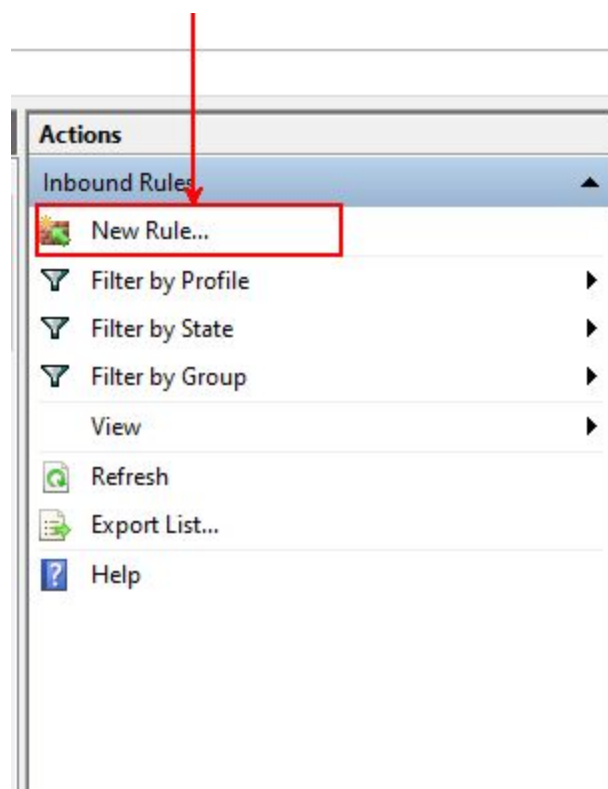 Actions
Inbound Rules
New Rule...
Filter by Profile
Filter by State
Filter by Group
View
Refresh
Export List...
Help